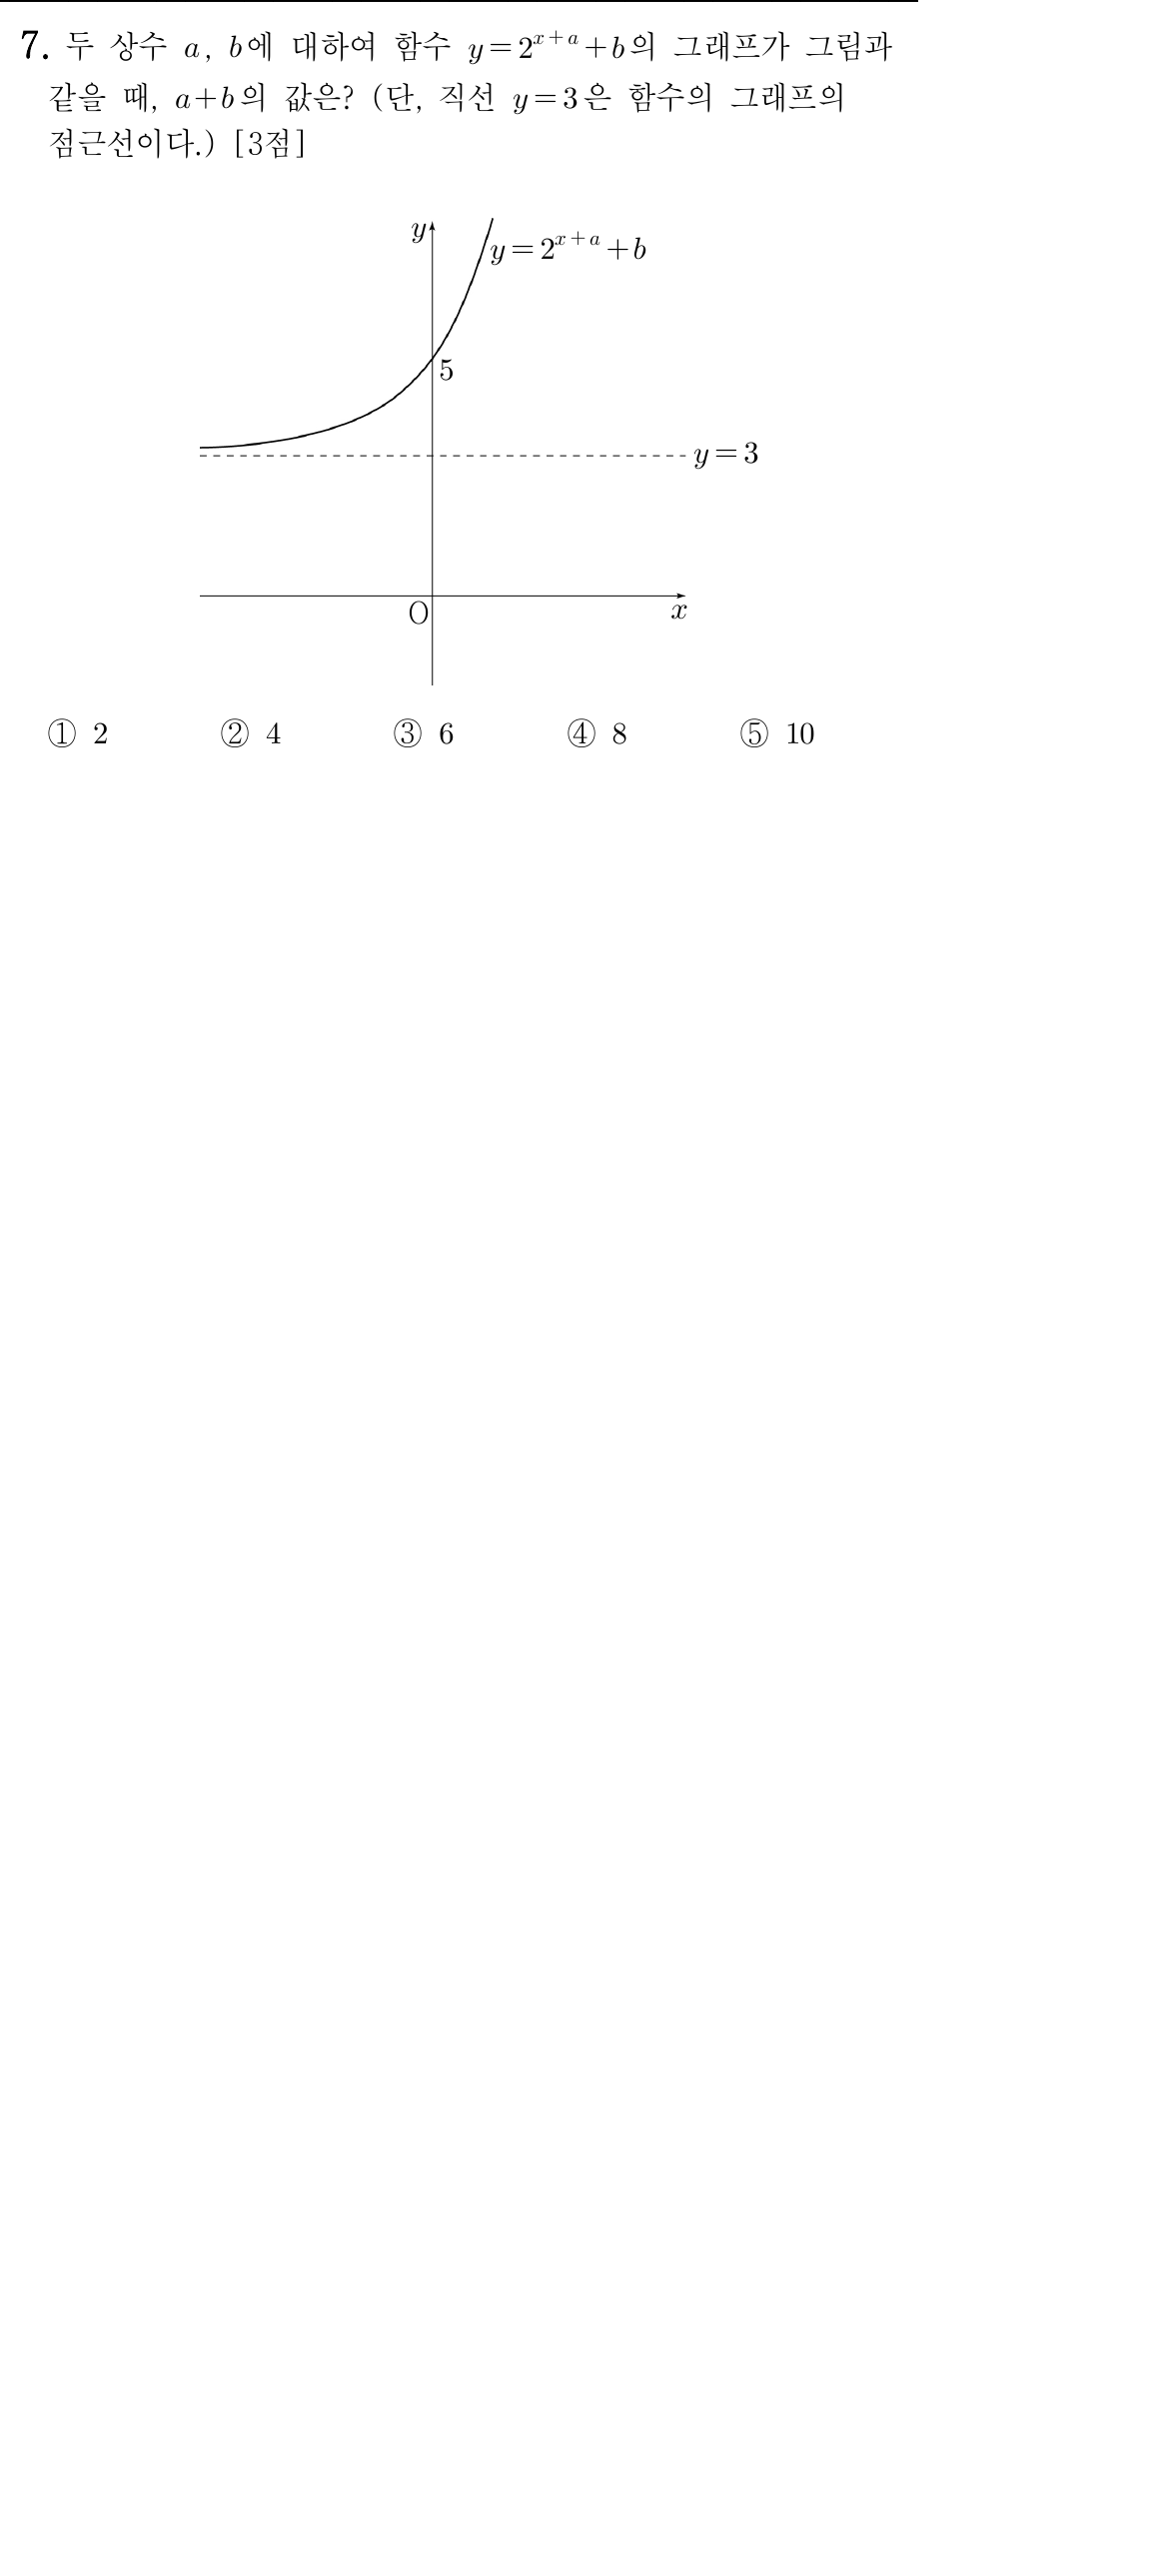 7. 두 상수 a, b에 대하여 함수 y=2^{x+a}+b의 그래프가 그림과
같을 때, a+b의 값은? (단, 직선 y=3은 함수의 그래프의
점근선이다.) [3점]
y
y=2^{x+a}+b
5
y=3
O
x
① 2 ② 4 ③ 6 ④ 8 ⑤ 10